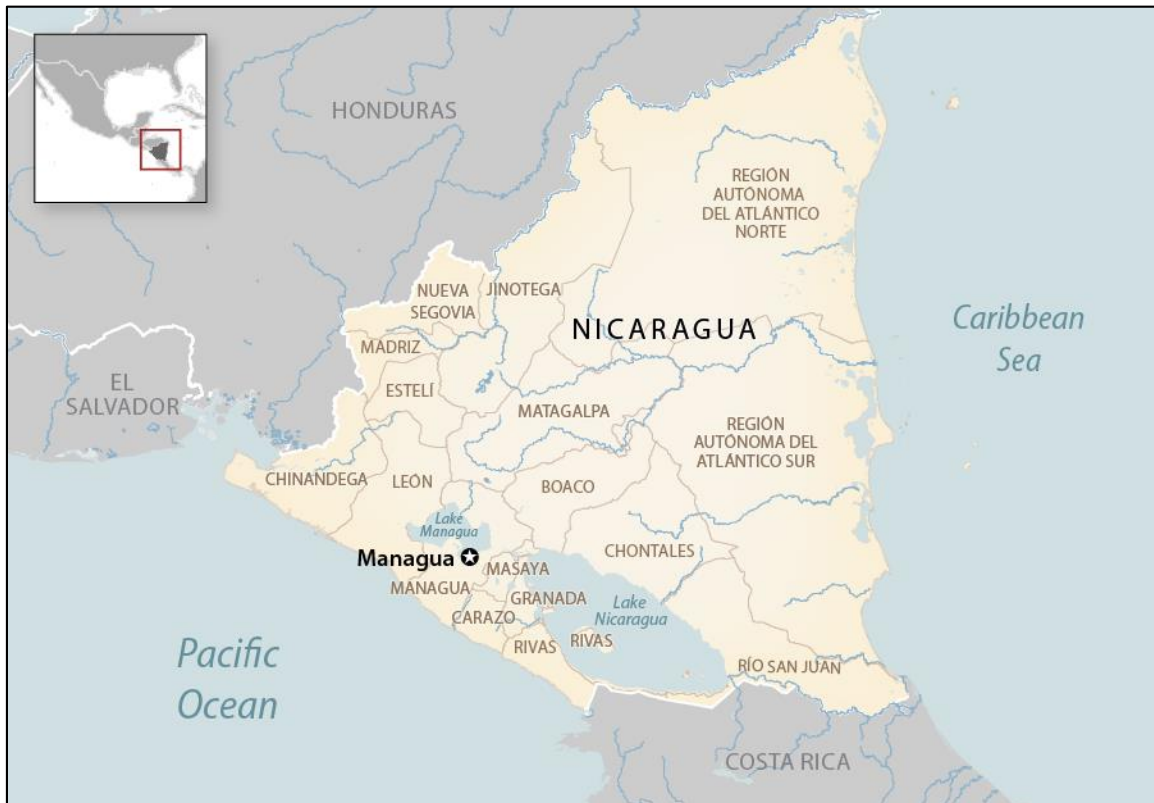 HONDURAS
REGIÓN
AUTÓNOMA
DEL ATLÁNTICO
NORTE
NUEVA
SEGOVIA
JINOTEGA
NICARAGUA
Caribbean
Sea
MADRIZ
EL
SALVADOR
ESTELÍ
MATAGALPA
REGIÓN
AUTÓNOMA DEL
ATLÁNTICO SUR
CHINANDEGA
LEÓN
BOACO
Lake
Managua
Managua
CHONTALES
MASAYA
MANAGUA
GRANADA
Lake
Nicaragua
CARAZO
RIVAS
RIVAS
Pacific
Ocean
RÍO SAN JUAN
COSTA RICA